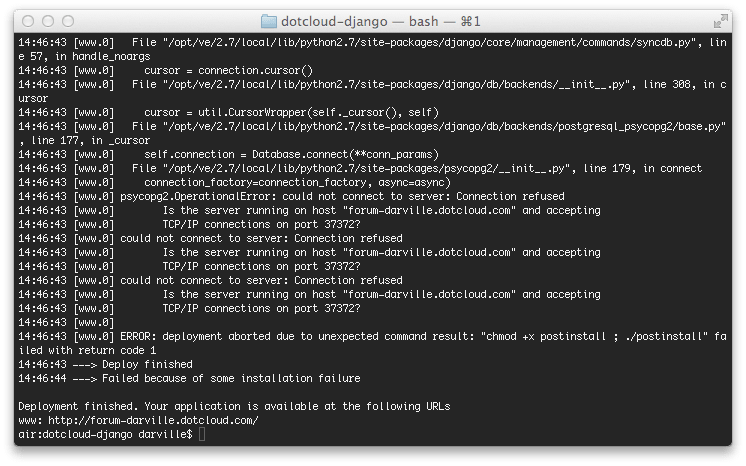 dotcloud-django — bash — ⌘1
14:46:43 [www.0]   File "/opt/ve/2.7/local/lib/python2.7/site-packages/django/core/management/commands/syncdb.py", lin
e 57, in handle_noargs
14:46:43 [www.0]     cursor = connection.cursor()
14:46:43 [www.0]   File "/opt/ve/2.7/local/lib/python2.7/site-packages/django/db/backends/__init__.py", line 308, in c
ursor
14:46:43 [www.0]     cursor = util.CursorWrapper(self._cursor(), self)
14:46:43 [www.0]   File "/opt/ve/2.7/local/lib/python2.7/site-packages/django/db/backends/postgresql_psycopg2/base.py"
, line 177, in _cursor
14:46:43 [www.0]     self.connection = Database.connect(**conn_params)
14:46:43 [www.0]   File "/opt/ve/2.7/local/lib/python2.7/site-packages/psycopg2/__init__.py", line 179, in connect
14:46:43 [www.0]     connection_factory=connection_factory, async=async)
14:46:43 [www.0] psycopg2.OperationalError: could not connect to server: Connection refused
14:46:43 [www.0]        Is the server running on host "forum-darville.dotcloud.com" and accepting
14:46:43 [www.0]        TCP/IP connections on port 37372?
14:46:43 [www.0] could not connect to server: Connection refused
14:46:43 [www.0]        Is the server running on host "forum-darville.dotcloud.com" and accepting
14:46:43 [www.0]        TCP/IP connections on port 37372?
14:46:43 [www.0] could not connect to server: Connection refused
14:46:43 [www.0]        Is the server running on host "forum-darville.dotcloud.com" and accepting
14:46:43 [www.0]        TCP/IP connections on port 37372?
14:46:43 [www.0]
14:46:43 [www.0] ERROR: deployment aborted due to unexpected command result: "chmod +x postinstall ; ./postinstall" fa
iled with return code 1
14:46:43 ---> Deploy finished
14:46:44 ---> Failed because of some installation failure

Deployment finished. Your application is available at the following URLs
www: http://forum-darville.dotcloud.com/
air:dotcloud-django darville$